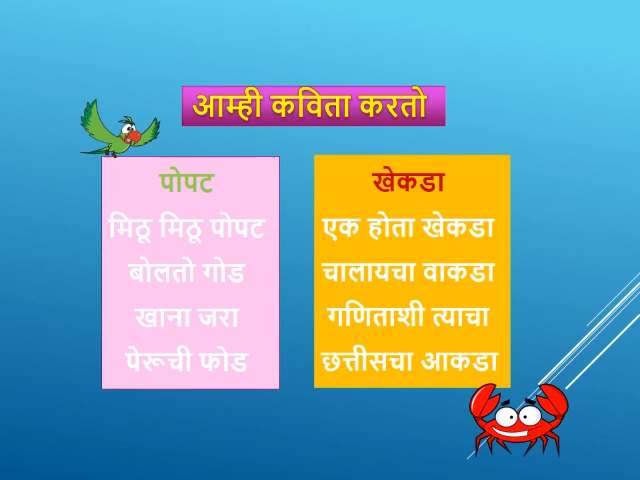 आम्ही कविता करतो
पोपट
मिठू मिठू पोपट
बोलतो गोड
खाना जरा
पेरूची फोड
खेकडा
एक होता खेकडा
चालायचा वाकडा
गणिताशी त्याचा
छत्तीसचा आकडा